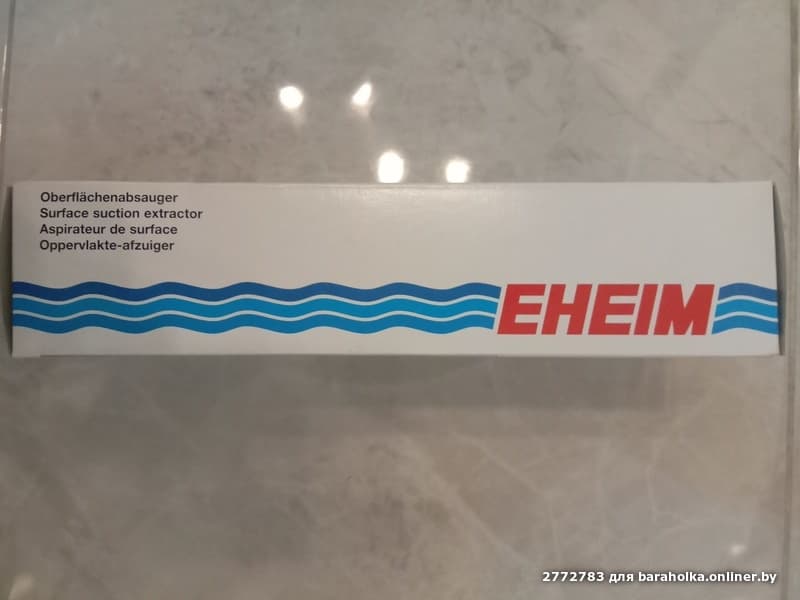 Oberflächenabsauger
Surface suction extractor
Aspirateur de surface
Oppervlakte-afzuiger
EHEIM
2772783 для baraholka.onliner.by